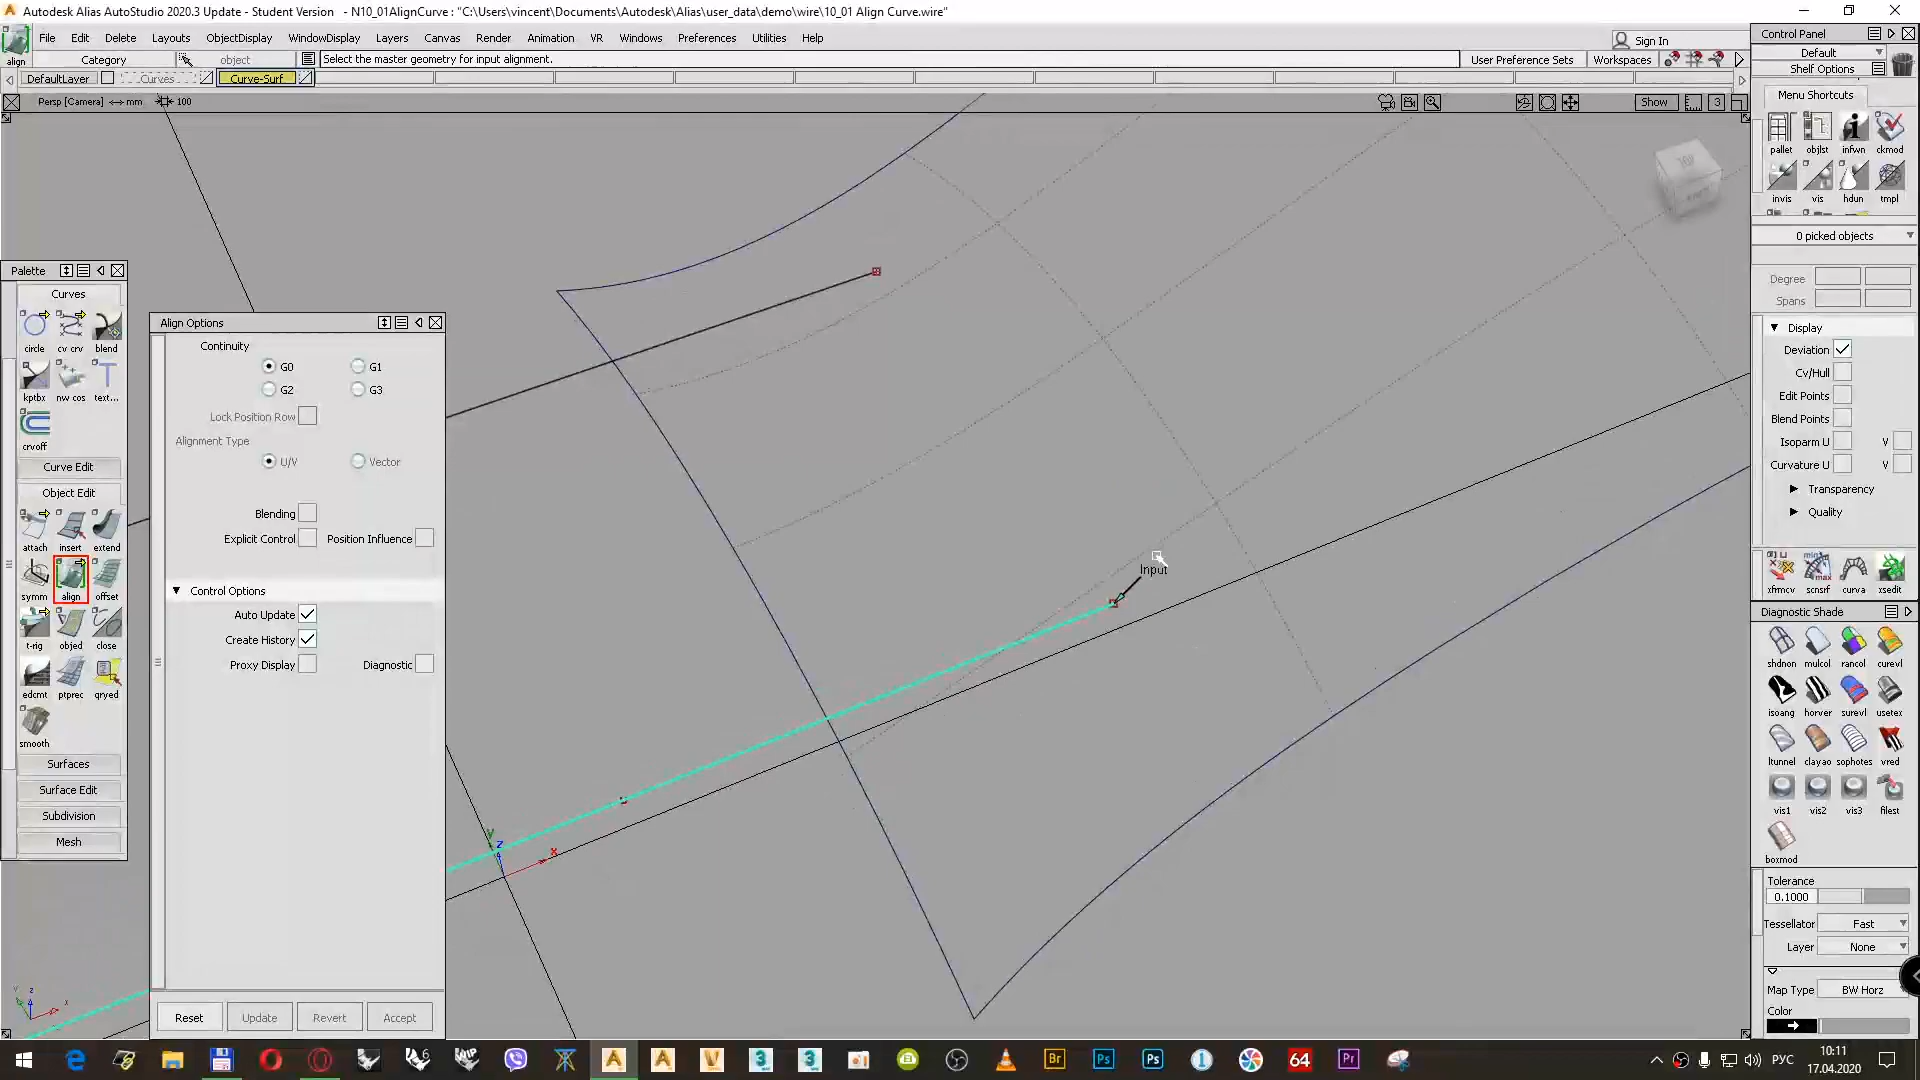 Autodesk Alias AutoStudio 2020.3 Update - Student Version - N10_01AlignCurve : "C:\Users\vincent\Documents\Autodesk\Alias\user_data\demo\wire\10_01 Align Curve.wire"
File Edit Delete Layouts ObjectDisplay WindowDisplay Layers Canvas Render Animation VR Windows Preferences Utilities Help
Sign In
align Category object Select the master geometry for input alignment. User Preference Sets Workspaces
DefaultLayer Curves Curve-Surf
Persp [Camera] <-> mm 100 Show 3
Input
Y Z X
Palette
Curves
circle cv crv blend
kptbx nw cos text...
crvoff
Curve Edit
Object Edit
attach insert extend
symm align offset
t-rig objed close
edcmt ptprec qryed
smooth
Surfaces
Surface Edit
Subdivision
Mesh
Align Options
Continuity
G0 G1
G2 G3
Lock Position Row
Alignment Type
U/V Vector
Blending
Explicit Control Position Influence
Control Options
Auto Update
Create History
Proxy Display Diagnostic
Reset Update Revert Accept
Control Panel
Default
Shelf Options
Menu Shortcuts
pallet objlst infwn ckmod
invis vis hdun tmpl
0 picked objects
Degree
Spans
Display
Deviation
Cv/Hull
Edit Points
Blend Points
Isoparm U V
Curvature U V
Transparency
Quality
xfrmcv scnsrf curva xsedit
Diagnostic Shade
shdnon mulcol rancol curevl
isoang horver surevl usetex
ltunnel clayao sophotes vred
vis1 vis2 vis3 filest
boxmod
Tolerance
0.1000
Tessellator Fast
Layer None
Map Type BW Horz
Color
Br Ps Ps 64 Pr
РУС
10:11
17.04.2020